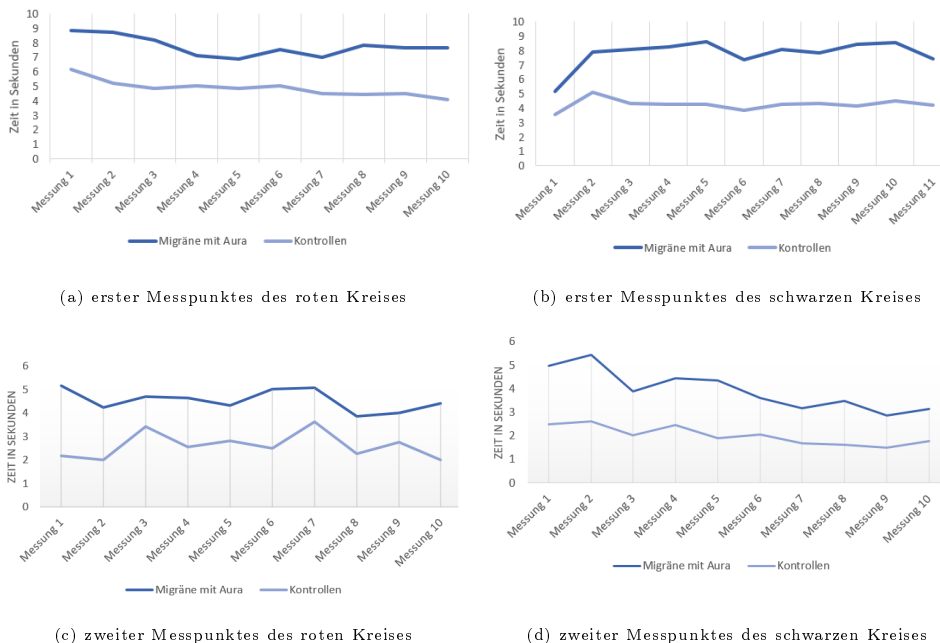 Zeit in Sekunden
10
9
8
7
6
5
4
3
2
1
0
Messung 1
Messung 2
Messung 3
Messung 4
Messung 5
Messung 6
Messung 7
Messung 8
Messung 9
Messung 10
Migräne mit Aura Kontrollen
(a) erster Messpunktes des roten Kreises
Zeit in Sekunden
10
9
8
7
6
5
4
3
2
1
0
Messung 1
Messung 2
Messung 3
Messung 4
Messung 5
Messung 6
Messung 7
Messung 8
Messung 9
Messung 10
Messung 11
Migräne mit Aura Kontrollen
(b) erster Messpunktes des schwarzen Kreises
ZEIT IN SEKUNDEN
6
5
4
3
2
1
0
Messung 1
Messung 2
Messung 3
Messung 4
Messung 5
Messung 6
Messung 7
Messung 8
Messung 9
Messung 10
Migräne mit Aura Kontrollen
(c) zweiter Messpunktes des roten Kreises
ZEIT IN SEKUNDEN
6
5
4
3
2
1
0
Messung 1
Messung 2
Messung 3
Messung 4
Messung 5
Messung 6
Messung 7
Messung 8
Messung 9
Messung 10
Migräne mit Aura Kontrollen
(d) zweiter Messpunktes des schwarzen Kreises